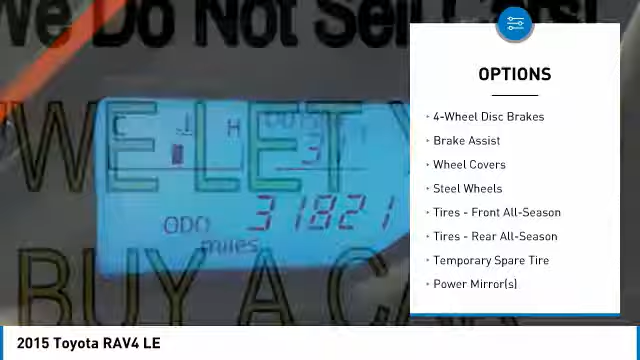 We Do Not Sell Cars!
WE LET Y
C H
3
ODO 31821
miles
BUY A CA
OPTIONS
4-Wheel Disc Brakes
Brake Assist
Wheel Covers
Steel Wheels
Tires - Front All-Season
Tires - Rear All-Season
Temporary Spare Tire
Power Mirror(s)
2015 Toyota RAV4 LE